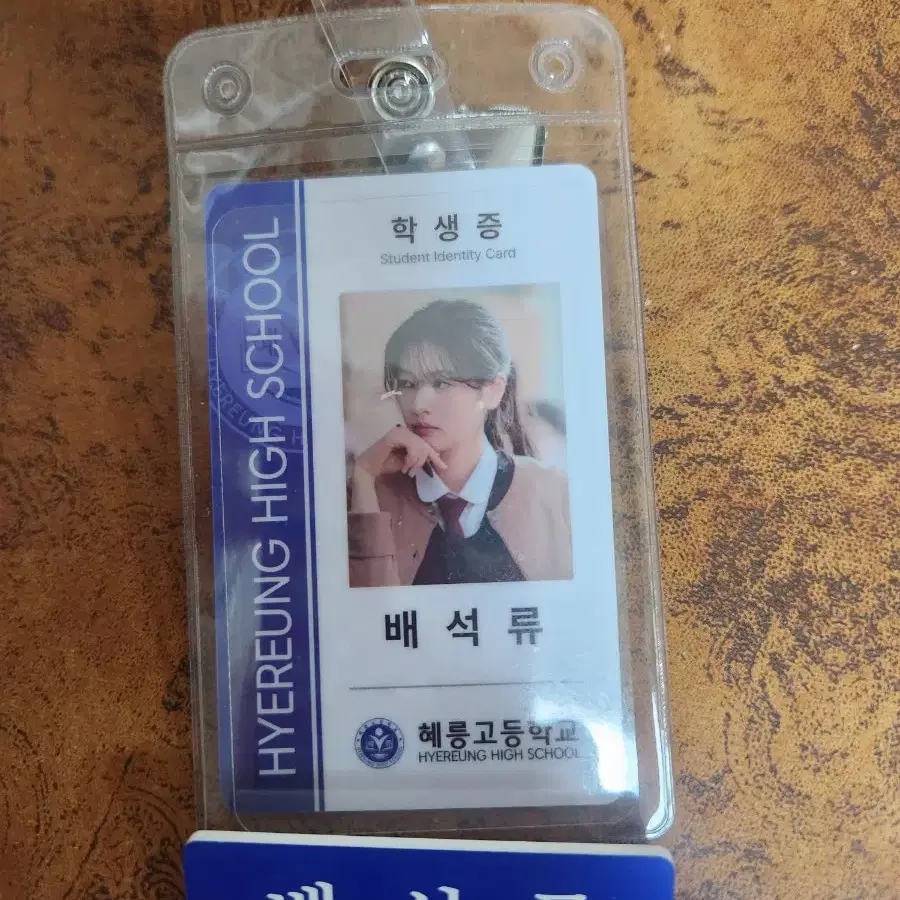 HYEREUNG HIGH SCHOOL
학생증
Student Identity Card
배석류
혜릉고등학교
HYEREUNG HIGH SCHOOL